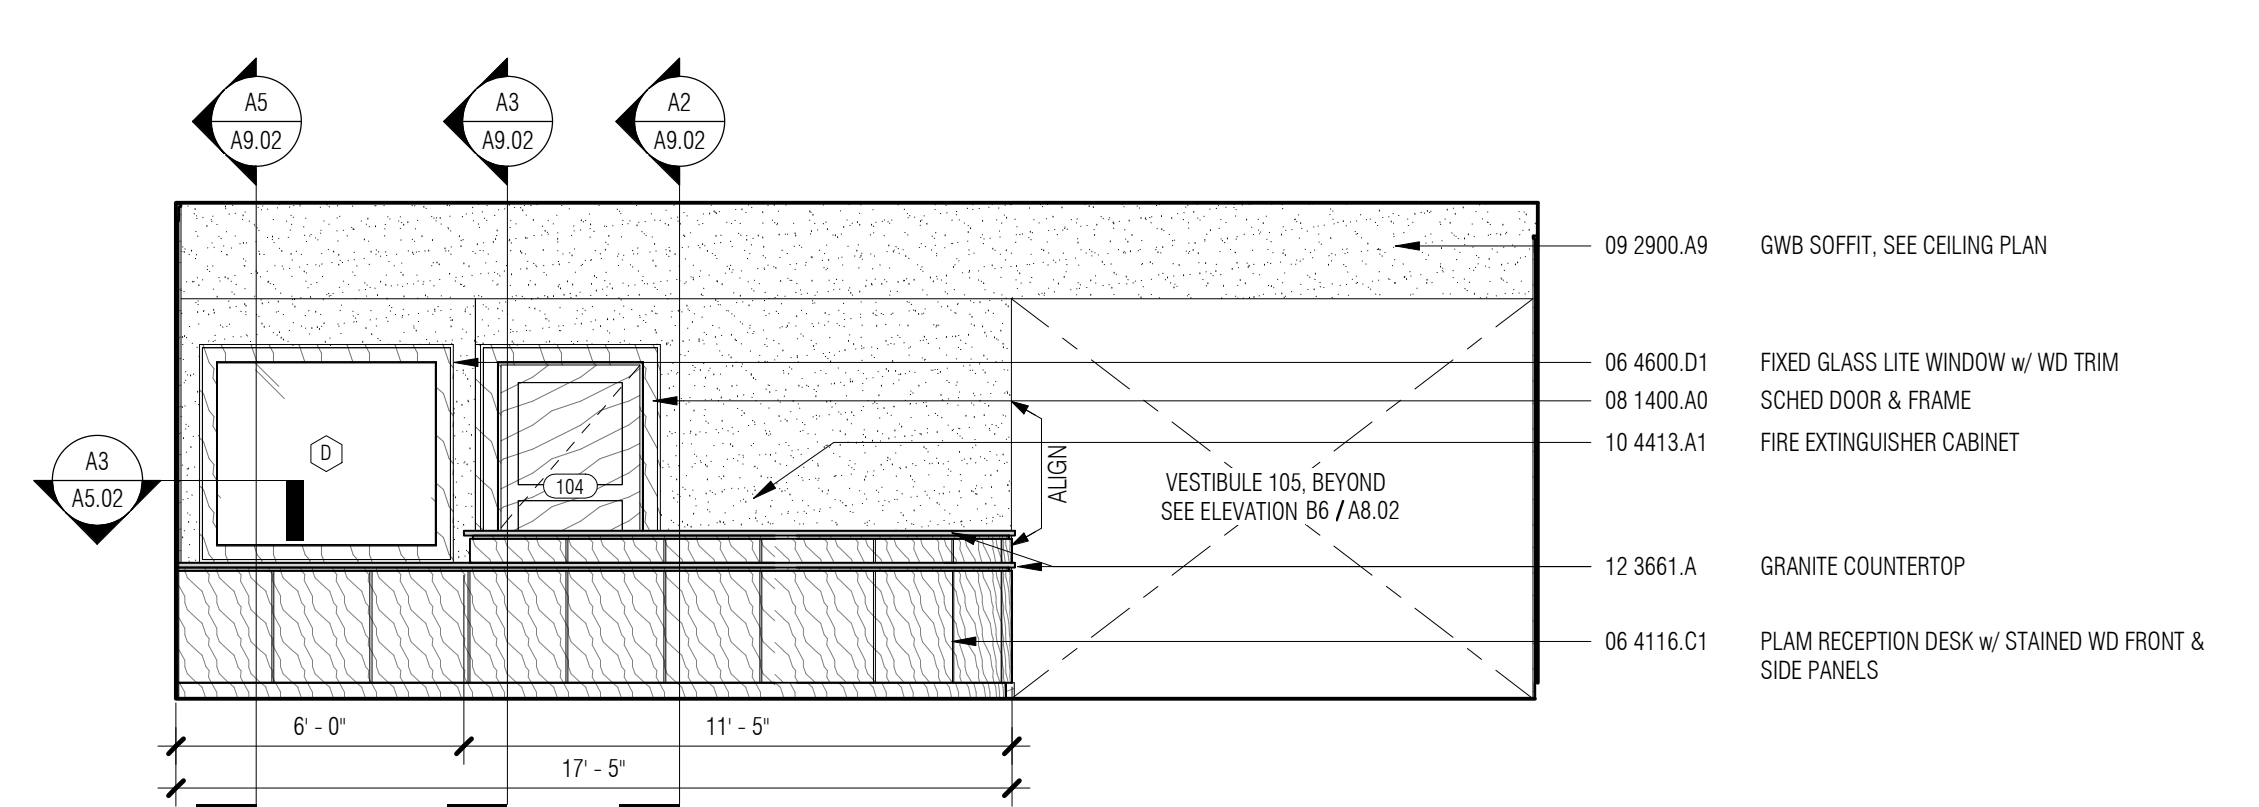 A5
A9.02
A3
A9.02
A2
A9.02
09 2900.A9 GWB SOFFIT, SEE CEILING PLAN
06 4600.D1 FIXED GLASS LITE WINDOW w/ WD TRIM
08 1400.A0 SCHED DOOR & FRAME
10 4413.A1 FIRE EXTINGUISHER CABINET
A3
A5.02
D
104
ALIGN
VESTIBULE 105, BEYOND
SEE ELEVATION B6 / A8.02
12 3661.A GRANITE COUNTERTOP
06 4116.C1 PLAM RECEPTION DESK w/ STAINED WD FRONT &
SIDE PANELS
6' - 0"
11' - 5"
17' - 5"